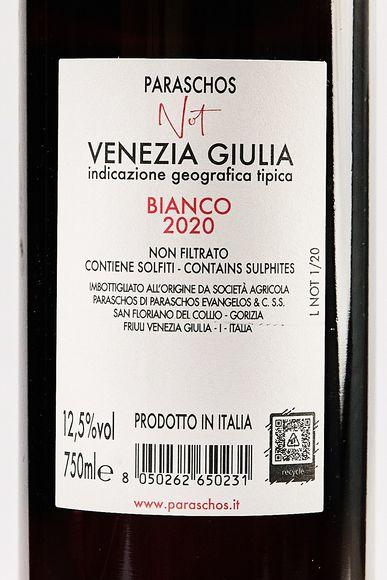 PARASCHOS
Not
VENEZIA GIULIA
indicazione geografica tipica
BIANCO
2020
NON FILTRATO
CONTIENE SOLFITI - CONTAINS SULPHITES
IMBOTTIGLIATO ALL'ORIGINE DA SOCIETÀ AGRICOLA
PARASCHOS DI PARASCHOS EVANGELOS & C. S.S.
SAN FLORIANO DEL COLLIO - GORIZIA
FRIULI VENEZIA GIULIA - I - ITALIA
L NOT 1/20
12,5%vol
750ml e
PRODOTTO IN ITALIA
8 050262 650231
recycle
www.paraschos.it